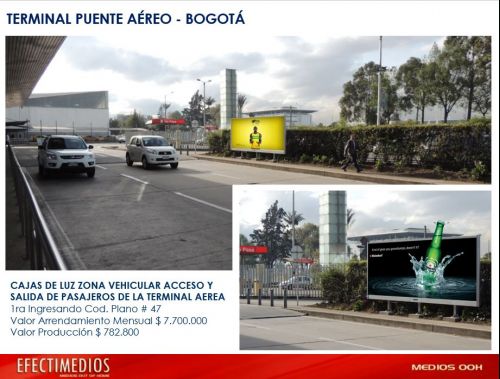 TERMINAL PUENTE AÉREO - BOGOTÁ
CAJAS DE LUZ ZONA VEHICULAR ACCESO Y
SALIDA DE PASAJEROS DE LA TERMINAL AEREA
1ra Ingresando Cod. Plano # 47
Valor Arrendamiento Mensual $ 7.700.000
Valor Producción $ 782.800
EFECTIMEDIOS
MEDIOS OOH